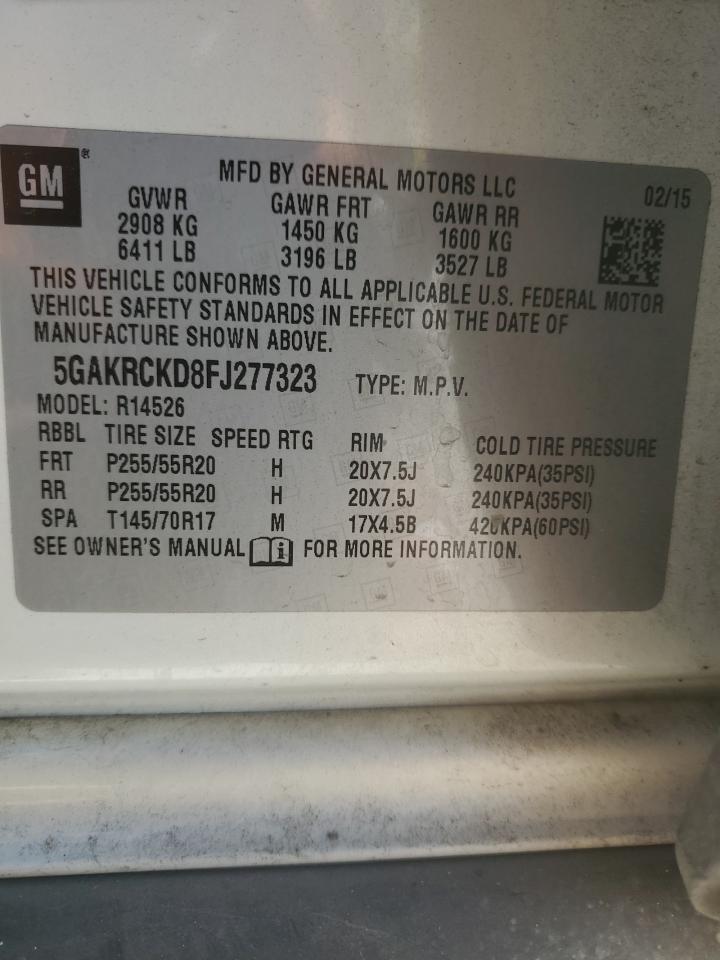 GM®
MFD BY GENERAL MOTORS LLC 02/15
GVWR GAWR FRT GAWR RR
2908 KG 1450 KG 1600 KG
6411 LB 3196 LB 3527 LB
THIS VEHICLE CONFORMS TO ALL APPLICABLE U.S. FEDERAL MOTOR
VEHICLE SAFETY STANDARDS IN EFFECT ON THE DATE OF
MANUFACTURE SHOWN ABOVE.
5GAKRCKD8FJ277323 TYPE: M.P.V.
MODEL: R14526
RBBL TIRE SIZE SPEED RTG RIM COLD TIRE PRESSURE
FRT P255/55R20 H 20X7.5J 240KPA(35PSI)
RR P255/55R20 H 20X7.5J 240KPA(35PSI)
SPA T145/70R17 M 17X4.5B 420KPA(60PSI)
SEE OWNER'S MANUAL i FOR MORE INFORMATION.